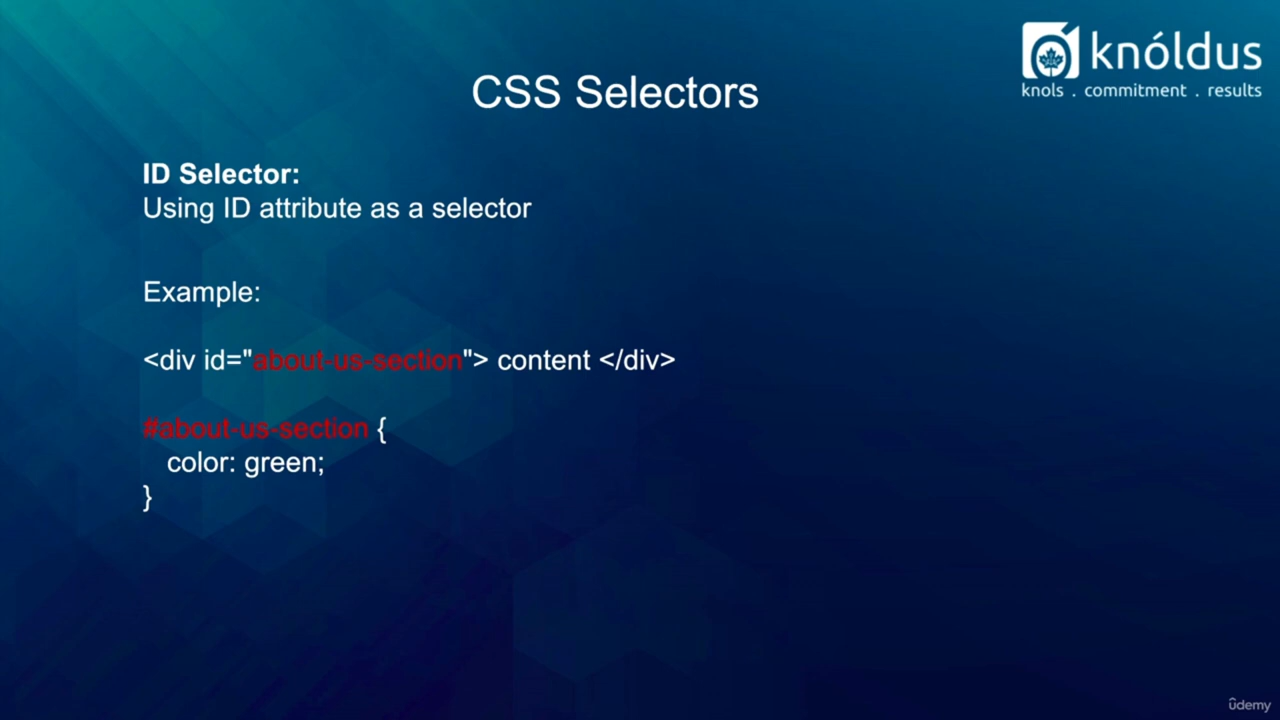 knóldus
knols . commitment . results
CSS Selectors
ID Selector:
Using ID attribute as a selector
Example:
<div id="about-us-section"> content </div>
#about-us-section {
color: green;
}
ûdemy